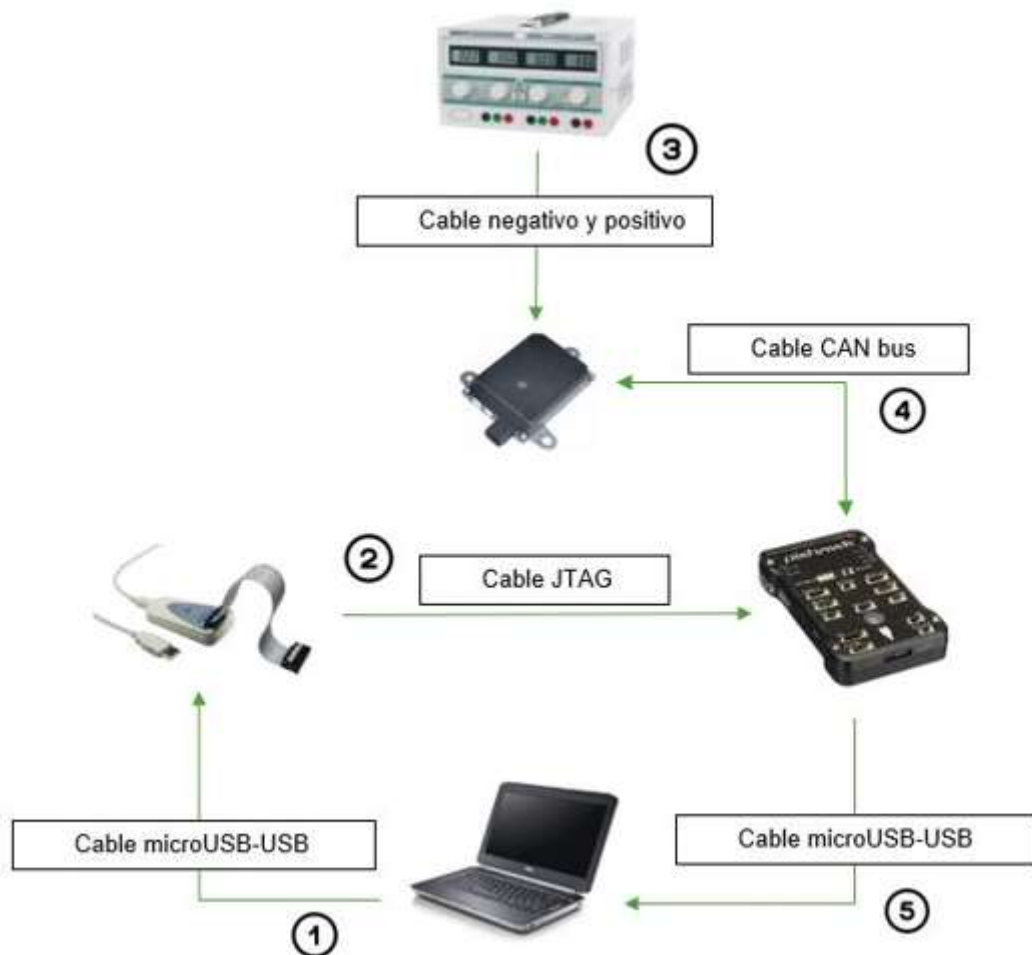 3
Cable negativo y positivo
Cable CAN bus
4
2
Cable JTAG
pixhawk
Cable microUSB-USB
Cable microUSB-USB
5
1